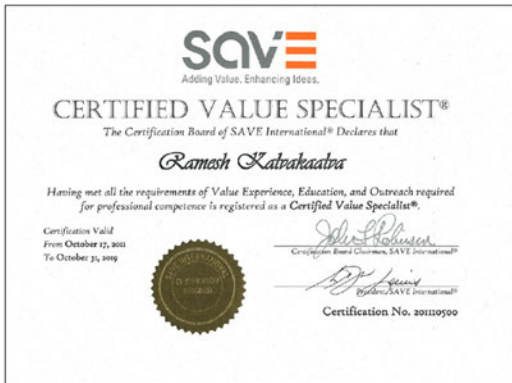 SAVE
Adding Value. Enhancing Ideas.
CERTIFIED VALUE SPECIALIST®
The Certification Board of SAVE International® Declares that
Ramesh Kalvakaalva
Having met all the requirements of Value Experience, Education, and Outreach required
for professional competence is registered as a Certified Value Specialist®.
Certification Valid
From October 17, 2011
To October 31, 2019
Certification Board Chairman, SAVE International®
President, SAVE International®
Certification No. 201110500
SAVE INTERNATIONAL